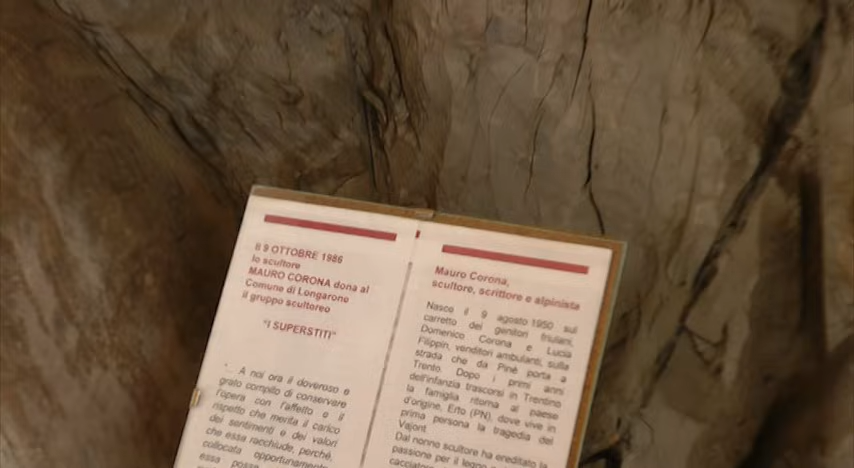 Il 9 OTTOBRE 1986
lo scultore
MAURO CORONA dona al
Comune di Longarone
il gruppo scultoreo
"I SUPERSTITI"
"... A noi ora il doveroso e
grato compito di conservare
l'opera con l'affetto e il
rispetto che merita il carico
dei sentimenti e dei valori
che essa racchiude, perchè,
collocata opportunamente
essa possa
Mauro Corona,
scultore, scrittore e alpinista
Nasce il 9 agosto 1950 sul
carretto dei genitori friulani,
Domenico Corona e Lucia
Filippin, venditori ambulanti, sulla
strada che da Pinè porta a
Trento. Dopo i primi anni
dell'infanzia trascorsi in Trentino
la famiglia ritorna al paese
d'origine, Erto (PN), dove vive in
prima persona la tragedia del
Vajont.
Dal nonno scultore ha ereditato la
passione per il legno